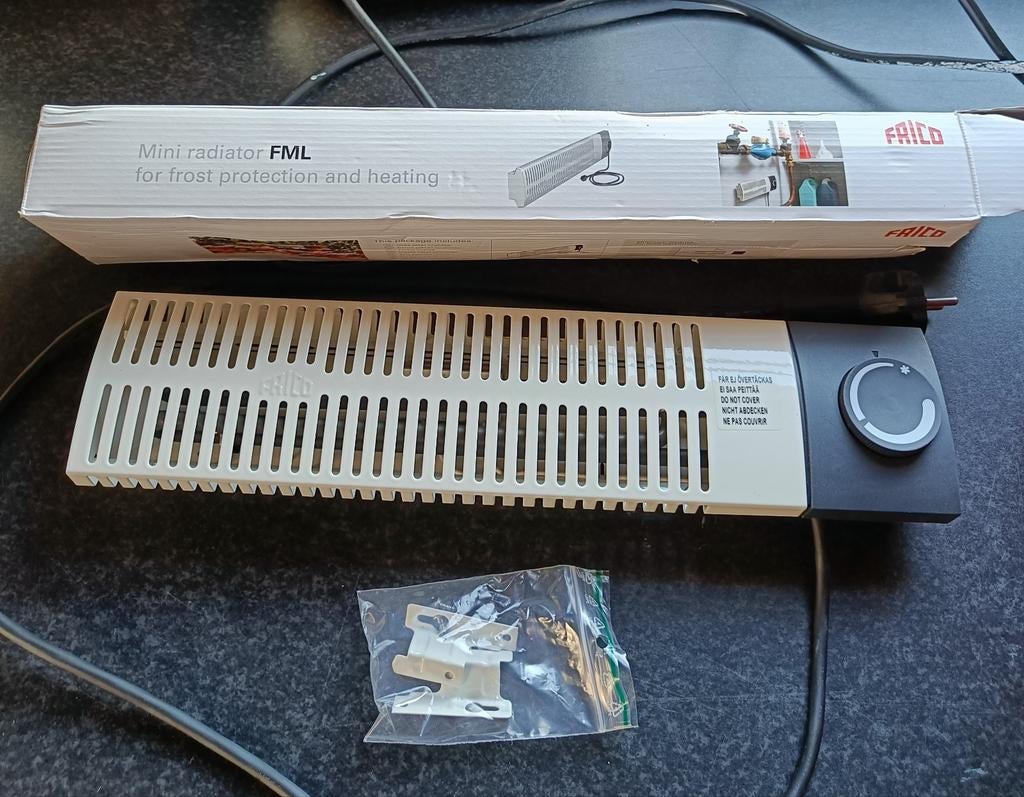 Mini radiator FML
for frost protection and heating
FRICO
FRICO
This package includes:
FRICO
FÅR EJ ÖVERTÄCKAS
EI SAA PEITTÄÄ
DO NOT COVER
NICHT ABDECKEN
NE PAS COUVRIR